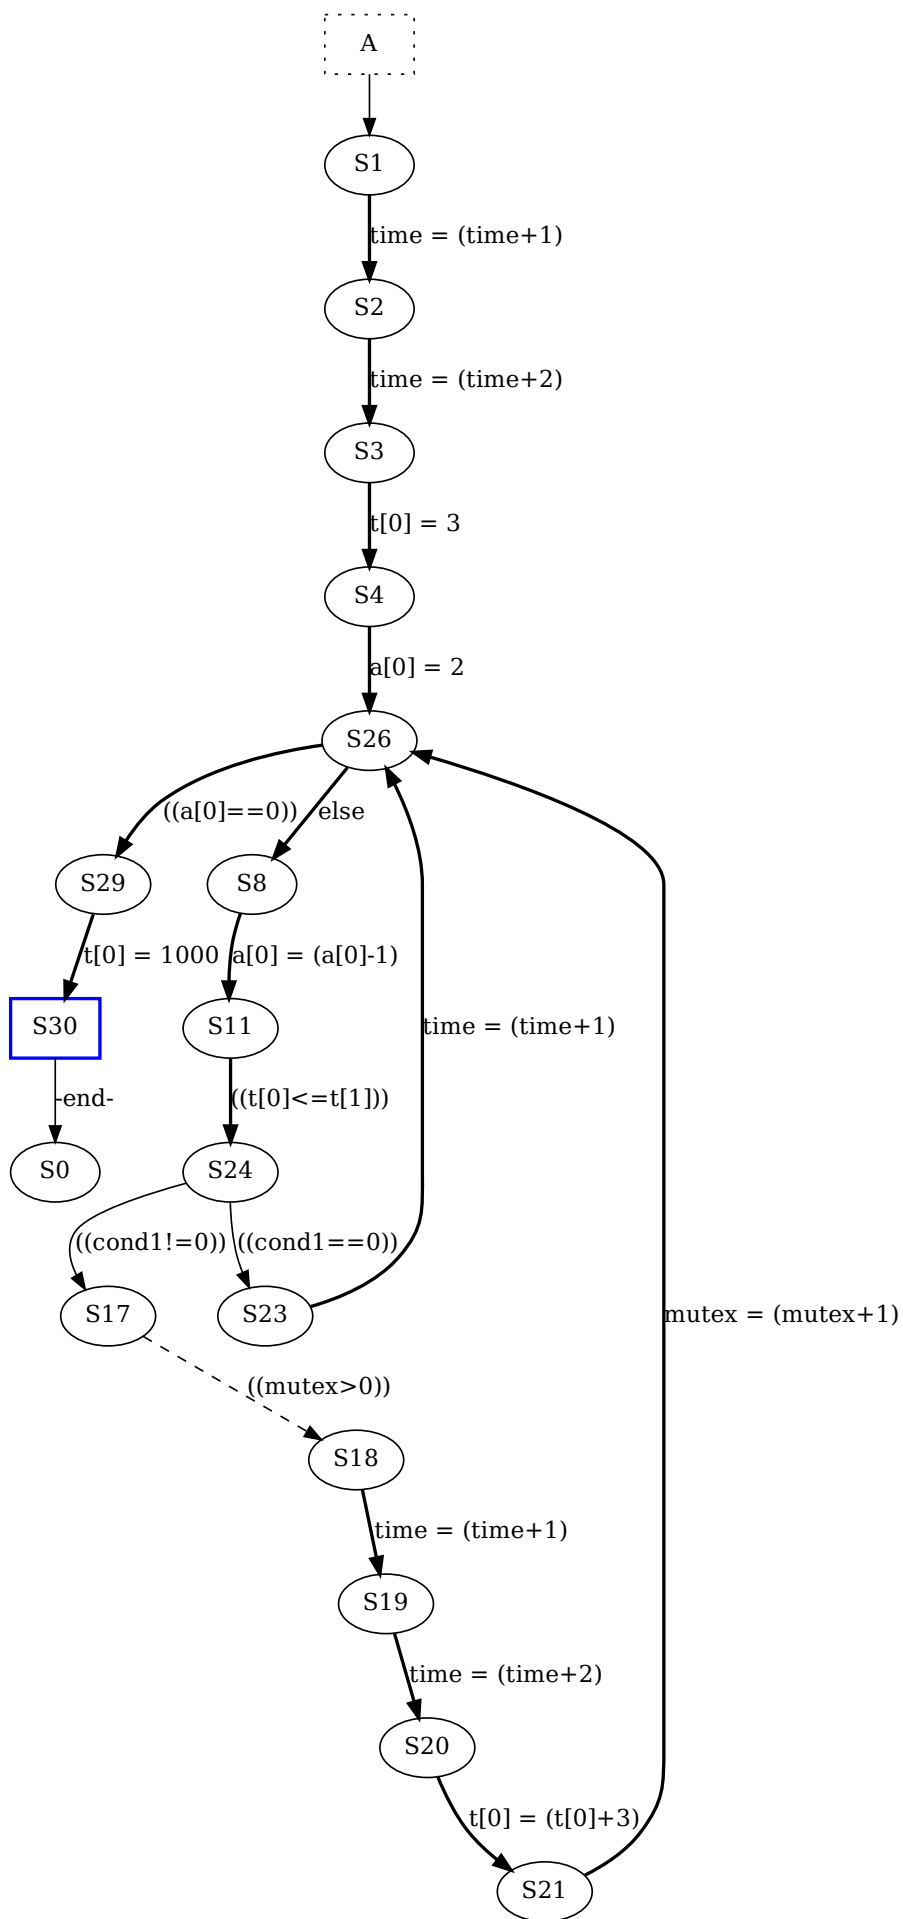 A
S1
time = (time+1)
S2
time = (time+2)
S3
t[0] = 3
S4
a[0] = 2
S26
((a[0]==0))
else
S29
S8
t[0] = 1000
a[0] = (a[0]-1)
S30
S11
time = (time+1)
-end-
((t[0]<=t[1]))
S0
S24
((cond1!=0))
((cond1==0))
S17
S23
mutex = (mutex+1)
((mutex>0))
S18
time = (time+1)
S19
time = (time+2)
S20
t[0] = (t[0]+3)
S21